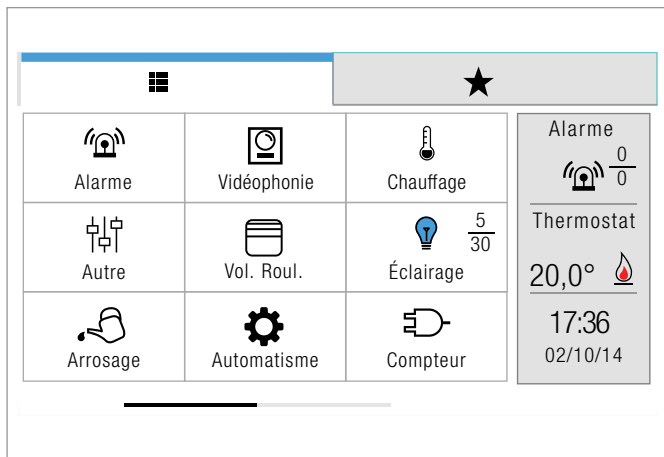 Alarme
Vidéophonie
Chauffage
Autre
Vol. Roul.
Éclairage
5
30
Arrosage
Automatisme
Compteur
Alarme
0
0
Thermostat
20,0°
17:36
02/10/14